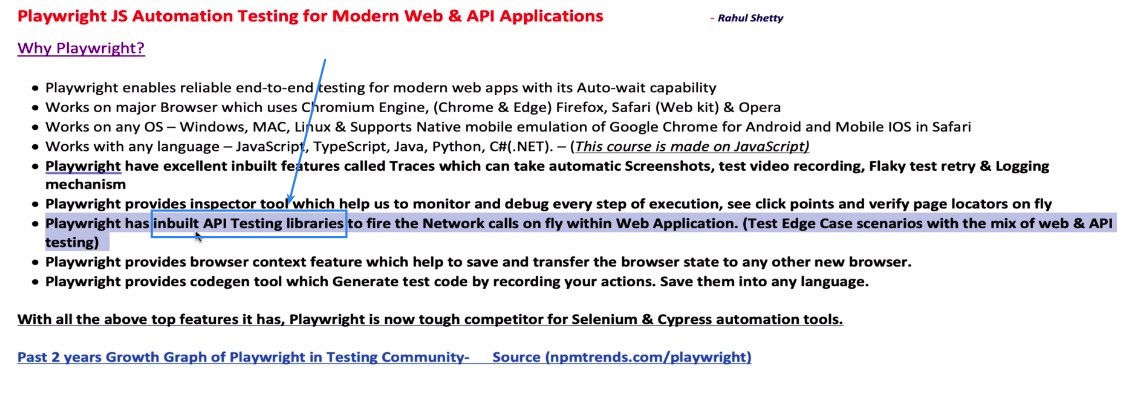 Playwright JS Automation Testing for Modern Web & API Applications - Rahul Shetty
Why Playwright?
• Playwright enables reliable end-to-end testing for modern web apps with its Auto-wait capability
• Works on major Browser which uses Chromium Engine, (Chrome & Edge) Firefox, Safari (Web kit) & Opera
• Works on any OS – Windows, MAC, Linux & Supports Native mobile emulation of Google Chrome for Android and Mobile IOS in Safari
• Works with any language – JavaScript, TypeScript, Java, Python, C#(.NET). – (This course is made on JavaScript)
• Playwright have excellent inbuilt features called Traces which can take automatic Screenshots, test video recording, Flaky test retry & Logging
mechanism
• Playwright provides inspector tool which help us to monitor and debug every step of execution, see click points and verify page locators on fly
• Playwright has inbuilt API Testing libraries to fire the Network calls on fly within Web Application. (Test Edge Case scenarios with the mix of web & API
testing)
• Playwright provides browser context feature which help to save and transfer the browser state to any other new browser.
• Playwright provides codegen tool which Generate test code by recording your actions. Save them into any language.
With all the above top features it has, Playwright is now tough competitor for Selenium & Cypress automation tools.
Past 2 years Growth Graph of Playwright in Testing Community- Source (npmtrends.com/playwright)